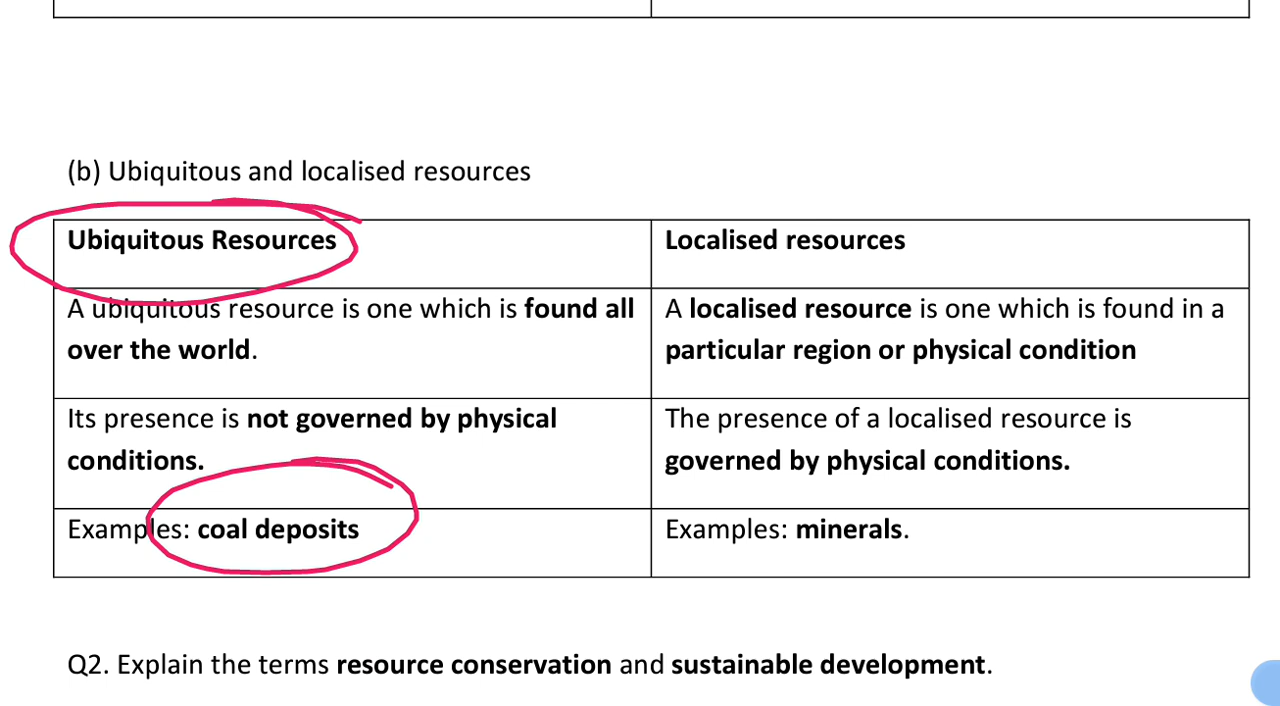 (b) Ubiquitous and localised resources
Ubiquitous Resources
Localised resources
A ubiquitous resource is one which is found all
over the world.
A localised resource is one which is found in a
particular region or physical condition
Its presence is not governed by physical
conditions.
The presence of a localised resource is
governed by physical conditions.
Examples: coal deposits
Examples: minerals.
Q2. Explain the terms resource conservation and sustainable development.